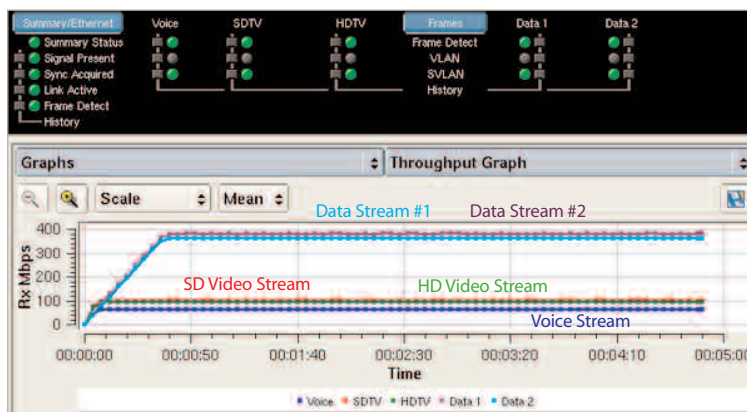 Summary/Ethernet Voice SDTV HDTV Frames Data 1 Data 2
Summary Status Frame Detect
Signal Present VLAN
Sync Acquired SVLAN
Link Active History
Frame Detect
History
Graphs Throughput Graph
Scale Mean
Data Stream #1 Data Stream #2
400
300
200
100
0
Rx Mbps
SD Video Stream HD Video Stream
Voice Stream
00:00:00 00:00:50 00:01:40 00:02:30 00:03:20 00:04:10 00:05:00
Time
Voice SDTV HDTV Data 1 Data 2